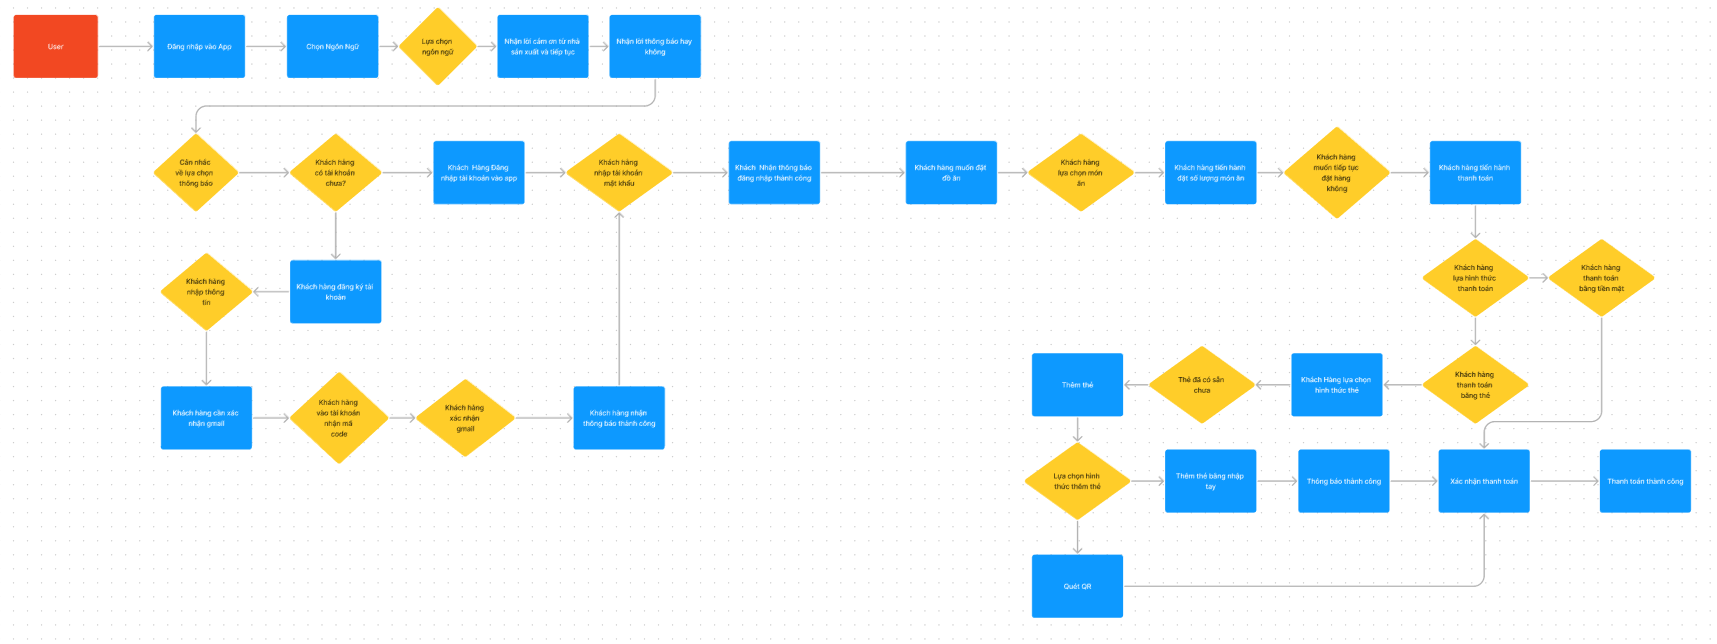 User
Đăng nhập vào App
Chọn Ngôn Ngữ
Lựa chọn
ngôn ngữ
Nhận lời cảm ơn từ nhà
sản xuất và tiếp tục
Nhận lời thông báo hay
không
Cân nhắc
về lựa chọn
thông báo
Khách hàng
có tài khoản
chưa?
Khách Hàng Đăng
nhập tài khoản vào app
Khách hàng
nhập tài khoản
mật khẩu
Khách Nhận thông báo
đăng nhập thành công
Khách hàng muốn đặt
đồ ăn
Khách hàng
lựa chọn món
ăn
Khách hàng tiến hành
đặt số lượng món ăn
Khách hàng
muốn tiếp tục
đặt hàng
không
Khách hàng tiến hành
thanh toán
Khách hàng
nhập thông
tin
Khách hàng đăng ký tài
khoản
Khách hàng
lựa hình thức
thanh toán
Khách hàng
thanh toán
bằng tiền mặt
Thêm thẻ
Thẻ đã có sẵn
chưa
Khách Hàng lựa chọn
hình thức thẻ
Khách hàng
thanh toán
bằng thẻ
Khách hàng cần xác
nhận gmail
Khách hàng
vào tài khoản
nhận mã
code
Khách hàng
xác nhận
gmail
Khách hàng nhận
thông báo thành công
Lựa chọn hình
thức thêm thẻ
Thêm thẻ bằng nhập
tay
Thông báo thành công
Xác nhận thanh toán
Thanh toán thành công
Quét QR